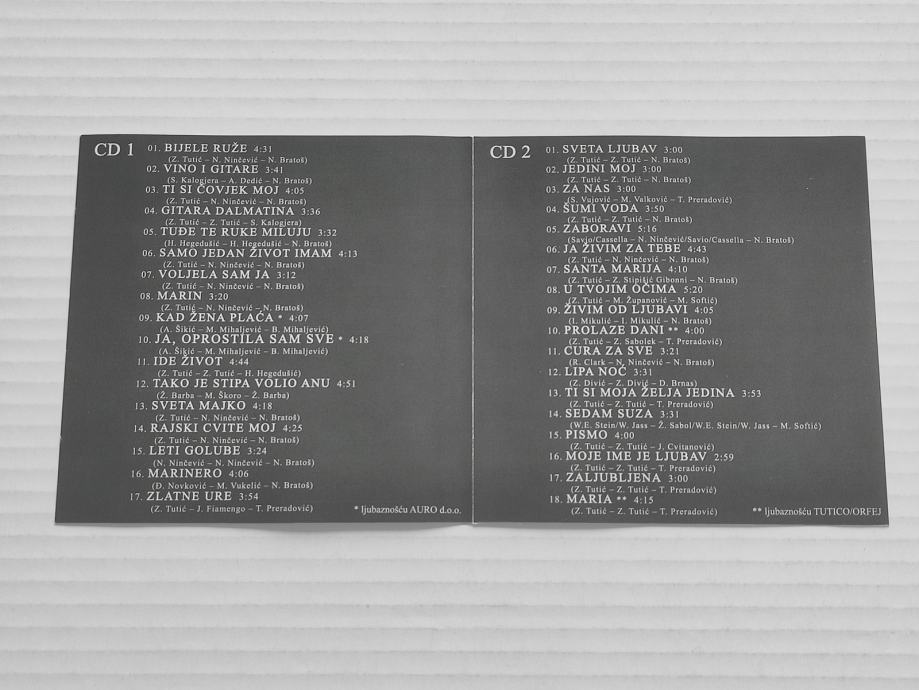 CD 1
01. BIJELE RUŽE 4:31
(Z. Tutić – N. Ninčević – N. Bratoš)
02. VINO I GITARE 3:41
(S. Kalogjera – A. Dedić – N. Bratoš)
03. TI SI ČOVJEK MOJ 4:05
(Z. Tutić – N. Ninčević – N. Bratoš)
04. GITARA DALMATINA 3:36
(Z. Tutić – Z. Tutić – S. Kalogjera)
05. TUĐE TE RUKE MILUJU 3:32
(H. Hegedušić – H. Hegedušić – N. Bratoš)
06. SAMO JEDAN ŽIVOT IMAM 4:13
(Z. Tutić – N. Ninčević – N. Bratoš)
07. VOLJELA SAM JA 3:12
(Z. Tutić – N. Ninčević – N. Bratoš)
08. MARIN 3:20
(Z. Tutić – N. Ninčević – N. Bratoš)
09. KAD ŽENA PLAČA * 4:07
(A. Šikić – M. Mihaljević – B. Mihaljević)
10. JA, OPROSTILA SAM SVE * 4:18
(A. Šikić – M. Mihaljević – B. Mihaljević)
11. IDE ŽIVOT 4:44
(Z. Tutić – Z. Tutić – H. Hegedušić)
12. TAKO JE STIPA VOLIO ANU 4:51
(Ž. Barba – M. Škoro – Ž. Barba)
13. SVETA MAJKO 4:18
(Z. Tutić – N. Ninčević – N. Bratoš)
14. RAJSKI CVITE MOJ 4:25
(Z. Tutić – N. Ninčević – N. Bratoš)
15. LETI GOLUBE 3:24
(N. Ninčević – N. Ninčević – N. Bratoš)
16. MARINERO 4:06
(D. Novković – M. Vukelić – N. Bratoš)
17. ZLATNE URE 3:54
(Z. Tutić – J. Fiamengo – T. Preradović)
* ljubaznošću AURO d.o.o.
CD 2
01. SVETA LJUBAV 3:00
(Z. Tutić – Z. Tutić – N. Bratoš)
02. JEDINI MOJ 3:00
(Z. Tutić – Z. Tutić – N. Bratoš)
03. ZA NAS 3:00
(S. Vujović – M. Valković – T. Preradović)
04. ŠUMI VODA 3:50
(Z. Tutić – Z. Tutić – N. Bratoš)
05. ZABORAVI 5:16
(Savjo/Cassella – N. Ninčević/Savio/Cassella – N. Bratoš)
06. JA ŽIVIM ZA TEBE 4:43
(Z. Tutić – N. Ninčević – N. Bratoš)
07. SANTA MARIJA 4:10
(Z. Tutić – Z. Stipišić Gibonni – N. Bratoš)
08. U TVOJIM OČIMA 5:20
(Z. Tutić – M. Županović – M. Softić)
09. ŽIVIM OD LJUBAVI 4:05
(I. Mikulić – I. Mikulić – N. Bratoš)
10. PROLAZE DANI ** 4:00
(Z. Tutić – Z. Sabolek – T. Preradović)
11. CURA ZA SVE 3:21
(R. Clark – N. Ninčević – N. Bratoš)
12. LIPA NOĆ 3:31
(Z. Divić – Z. Divić – D. Brnas)
13. TI SI MOJA ŽELJA JEDINA 3:53
(Z. Tutić – Z. Tutić – T. Preradović)
14. SEDAM SUZA 3:31
(W.E. Stein/W. Jass – Ž. Sabol/W.E. Stein/W. Jass – M. Softić)
15. PISMO 4:00
(Z. Tutić – Z. Tutić – J. Cvitanović)
16. MOJE IME JE LJUBAV 2:59
(Z. Tutić – Z. Tutić – T. Preradović)
17. ZALJUBLJENA 3:00
(Z. Tutić – Z. Tutić – T. Preradović)
18. MARIA ** 4:15
(Z. Tutić – Z. Tutić – T. Preradović)
** ljubaznošću TUTICO/ORFEJ